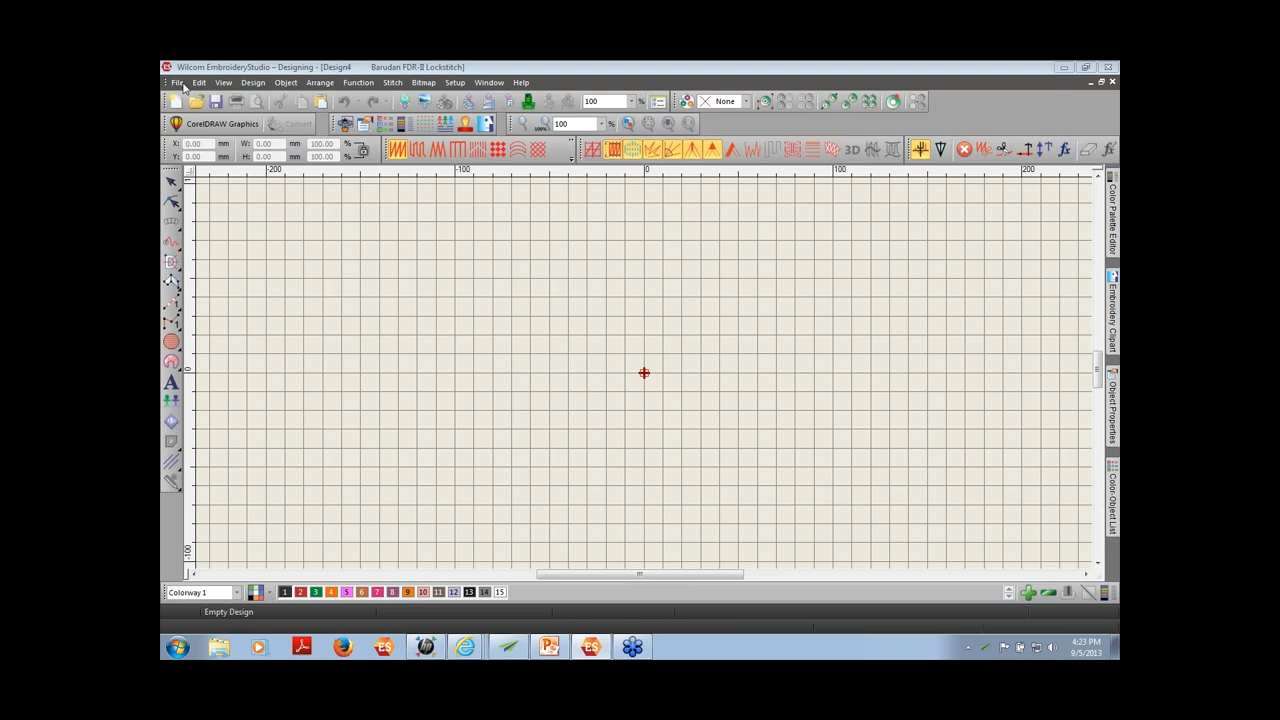 Wilcom EmbroideryStudio – Designing - [Design4 Barudan FDR-II Lockstitch]
File Edit View Design Object Arrange Function Stitch Bitmap Setup Window Help
100 % None
CorelDRAW Graphics Convert 100 %
X: 0.00 mm W: 0.00 mm 100.00 %
Y: 0.00 mm H: 0.00 mm 100.00 %
3D
-200 -100 0 100 200
0
-100
Color Palette Editor
Embroidery Clipart
Object Properties
Color-Object List
Colorway 1 1 2 3 4 5 6 7 8 9 10 11 12 13 14 15
Empty Design
4:23 PM
9/5/2013